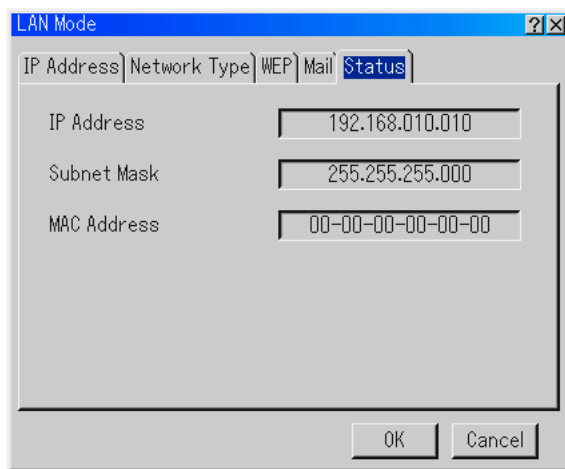 LAN Mode ? ×
IP Address Network Type WEP Mail Status
IP Address 192.168.010.010
Subnet Mask 255.255.255.000
MAC Address 00-00-00-00-00-00
OK Cancel